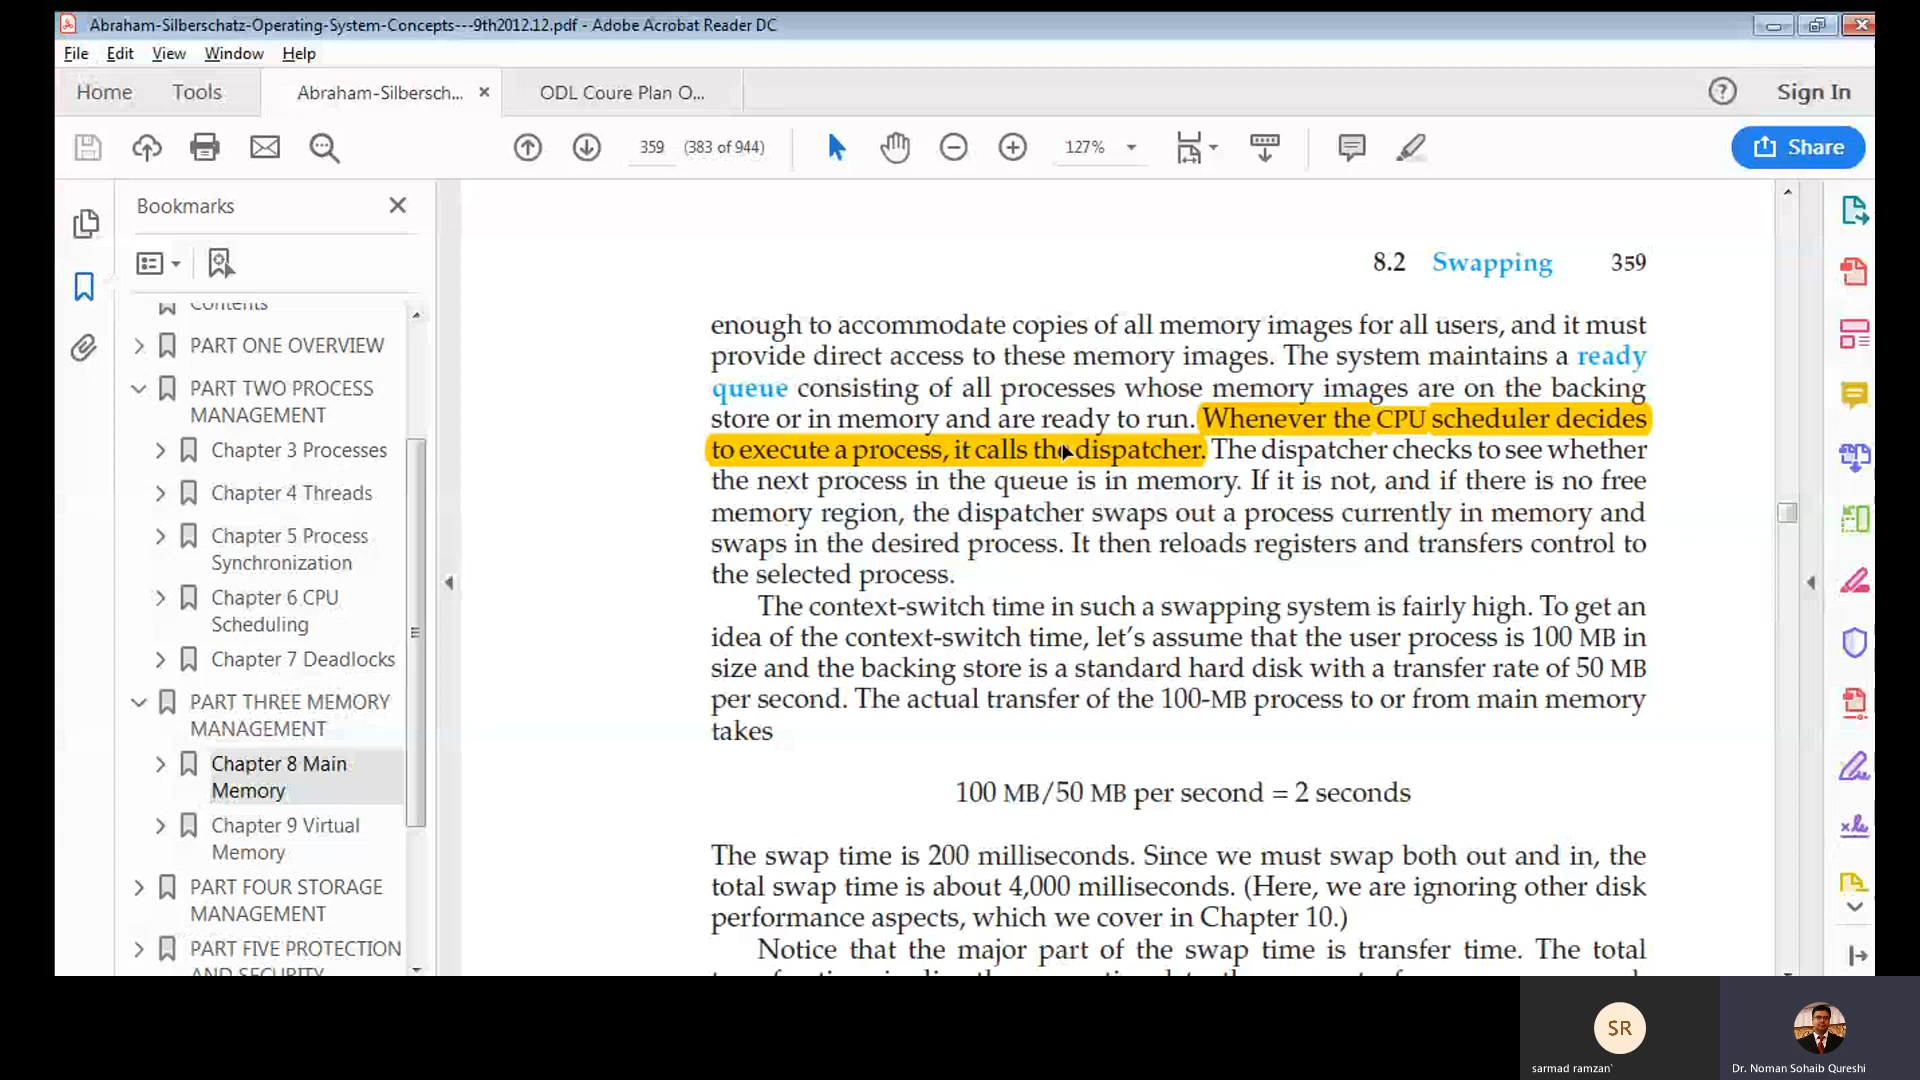 Abraham-Silberschatz-Operating-System-Concepts---9th2012.12.pdf - Adobe Acrobat Reader DC
File Edit View Window Help
Home Tools Abraham-Silbersch... × ODL Coure Plan O... ? Sign In
359 (383 of 944) 127% Share
Bookmarks
Contents
PART ONE OVERVIEW
PART TWO PROCESS
MANAGEMENT
Chapter 3 Processes
Chapter 4 Threads
Chapter 5 Process
Synchronization
Chapter 6 CPU
Scheduling
Chapter 7 Deadlocks
PART THREE MEMORY
MANAGEMENT
Chapter 8 Main
Memory
Chapter 9 Virtual
Memory
PART FOUR STORAGE
MANAGEMENT
PART FIVE PROTECTION
AND SECURITY
8.2 Swapping 359
enough to accommodate copies of all memory images for all users, and it must
provide direct access to these memory images. The system maintains a ready
queue consisting of all processes whose memory images are on the backing
store or in memory and are ready to run. Whenever the CPU scheduler decides
to execute a process, it calls the dispatcher. The dispatcher checks to see whether
the next process in the queue is in memory. If it is not, and if there is no free
memory region, the dispatcher swaps out a process currently in memory and
swaps in the desired process. It then reloads registers and transfers control to
the selected process.
The context-switch time in such a swapping system is fairly high. To get an
idea of the context-switch time, let's assume that the user process is 100 MB in
size and the backing store is a standard hard disk with a transfer rate of 50 MB
per second. The actual transfer of the 100-MB process to or from main memory
takes
100 MB/50 MB per second = 2 seconds
The swap time is 200 milliseconds. Since we must swap both out and in, the
total swap time is about 4,000 milliseconds. (Here, we are ignoring other disk
performance aspects, which we cover in Chapter 10.)
Notice that the major part of the swap time is transfer time. The total
SR
sarmad ramzan`
Dr. Noman Sohaib Qureshi